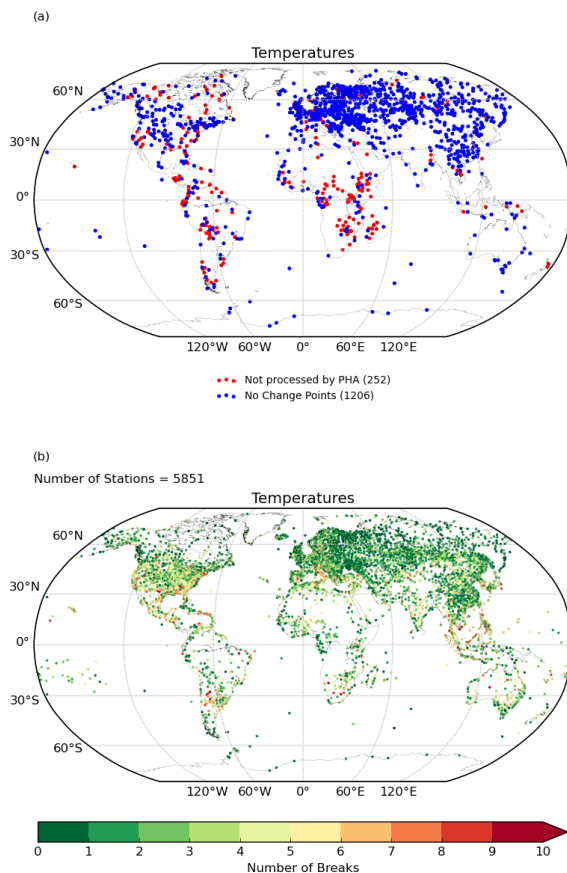 (a)
Temperatures
60°N
30°N
0°
30°S
60°S
120°W 60°W 0° 60°E 120°E
Not processed by PHA (252)
No Change Points (1206)
(b)
Number of Stations = 5851
Temperatures
60°N
30°N
0°
30°S
60°S
120°W 60°W 0° 60°E 120°E
0 1 2 3 4 5 6 7 8 9 10
Number of Breaks